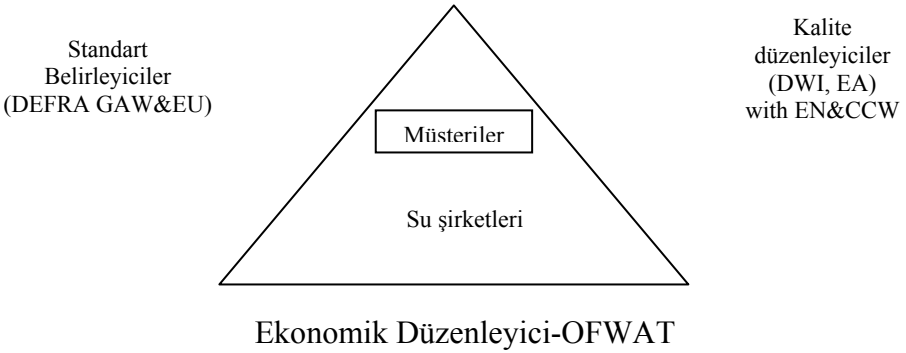 Standart
Belirleyiciler
(DEFRA GAW&EU)
Kalite
düzenleyiciler
(DWI, EA)
with EN&CCW
Müşteriler
Su şirketleri
Ekonomik Düzenleyici-OFWAT